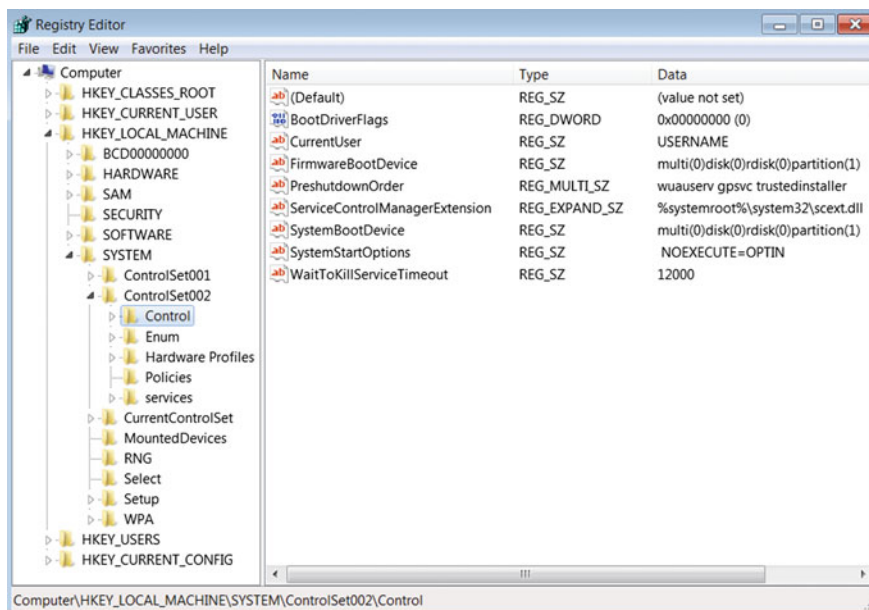 Registry Editor
File Edit View Favorites Help
Computer
HKEY_CLASSES_ROOT
HKEY_CURRENT_USER
HKEY_LOCAL_MACHINE
BCD00000000
HARDWARE
SAM
SECURITY
SOFTWARE
SYSTEM
ControlSet001
ControlSet002
Control
Enum
Hardware Profiles
Policies
services
CurrentControlSet
MountedDevices
RNG
Select
Setup
WPA
HKEY_USERS
HKEY_CURRENT_CONFIG
Name Type Data
(Default) REG_SZ (value not set)
BootDriverFlags REG_DWORD 0x00000000 (0)
CurrentUser REG_SZ USERNAME
FirmwareBootDevice REG_SZ multi(0)disk(0)rdisk(0)partition(1)
PreshutdownOrder REG_MULTI_SZ wuauserv gpsvc trustedinstaller
ServiceControlManagerExtension REG_EXPAND_SZ %systemroot%\system32\scext.dll
SystemBootDevice REG_SZ multi(0)disk(0)rdisk(0)partition(1)
SystemStartOptions REG_SZ NOEXECUTE=OPTIN
WaitToKillServiceTimeout REG_SZ 12000
Computer\HKEY_LOCAL_MACHINE\SYSTEM\ControlSet002\Control